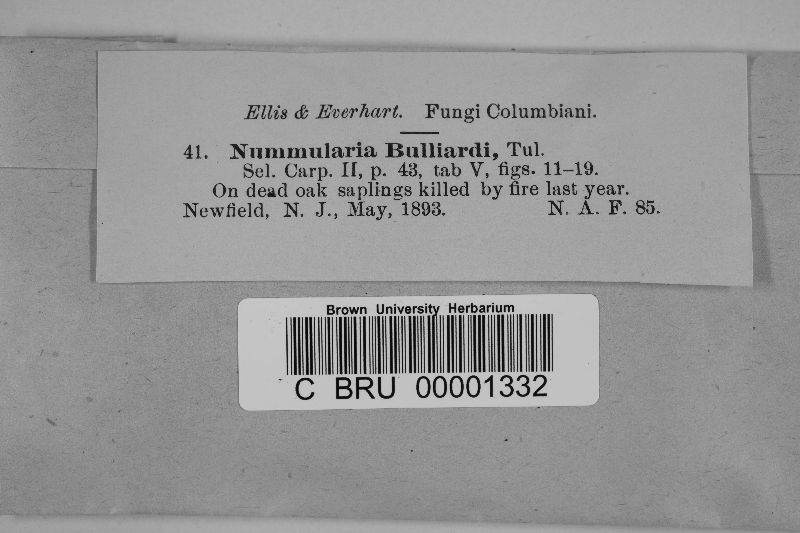 Ellis & Everhart. Fungi Columbiani.
41. Nummularia Bulliardi, Tul.
Sel. Carp. II, p. 43, tab V, figs. 11–19.
On dead oak saplings killed by fire last year.
Newfield, N. J., May, 1893. N. A. F. 85.
Brown University Herbarium
C BRU 00001332